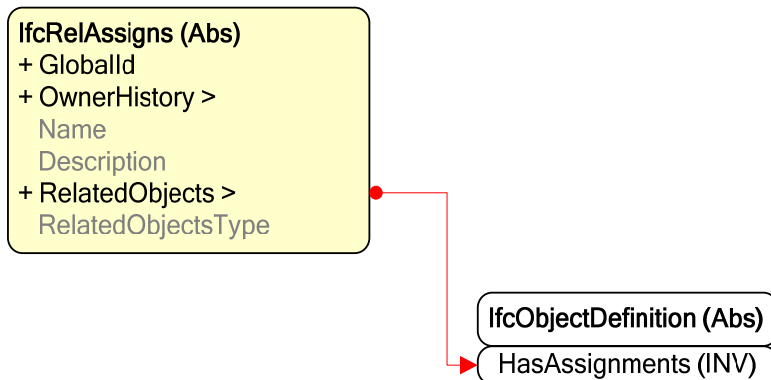 IfcRelAssigns (Abs)
+ GlobalId
+ OwnerHistory >
Name
Description
+ RelatedObjects >
RelatedObjectsType
IfcObjectDefinition (Abs)
HasAssignments (INV)